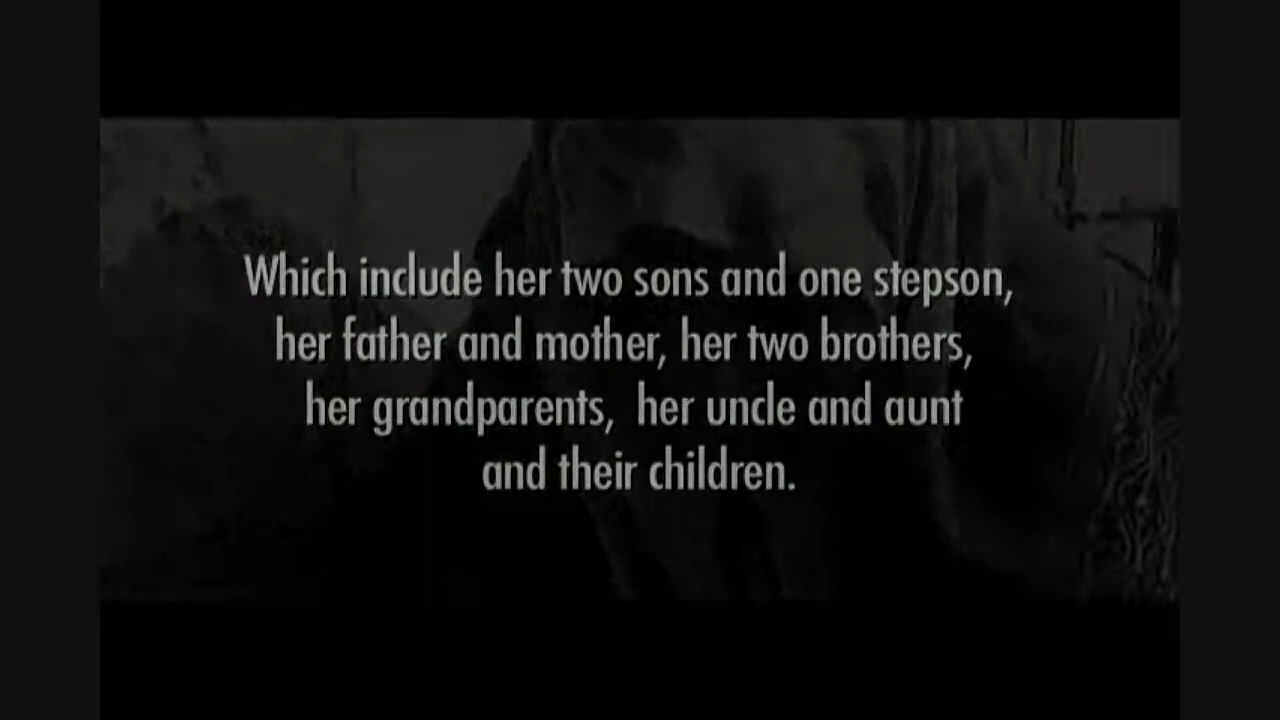 Which include her two sons and one stepson,
her father and mother, her two brothers,
her grandparents, her uncle and aunt
and their children.